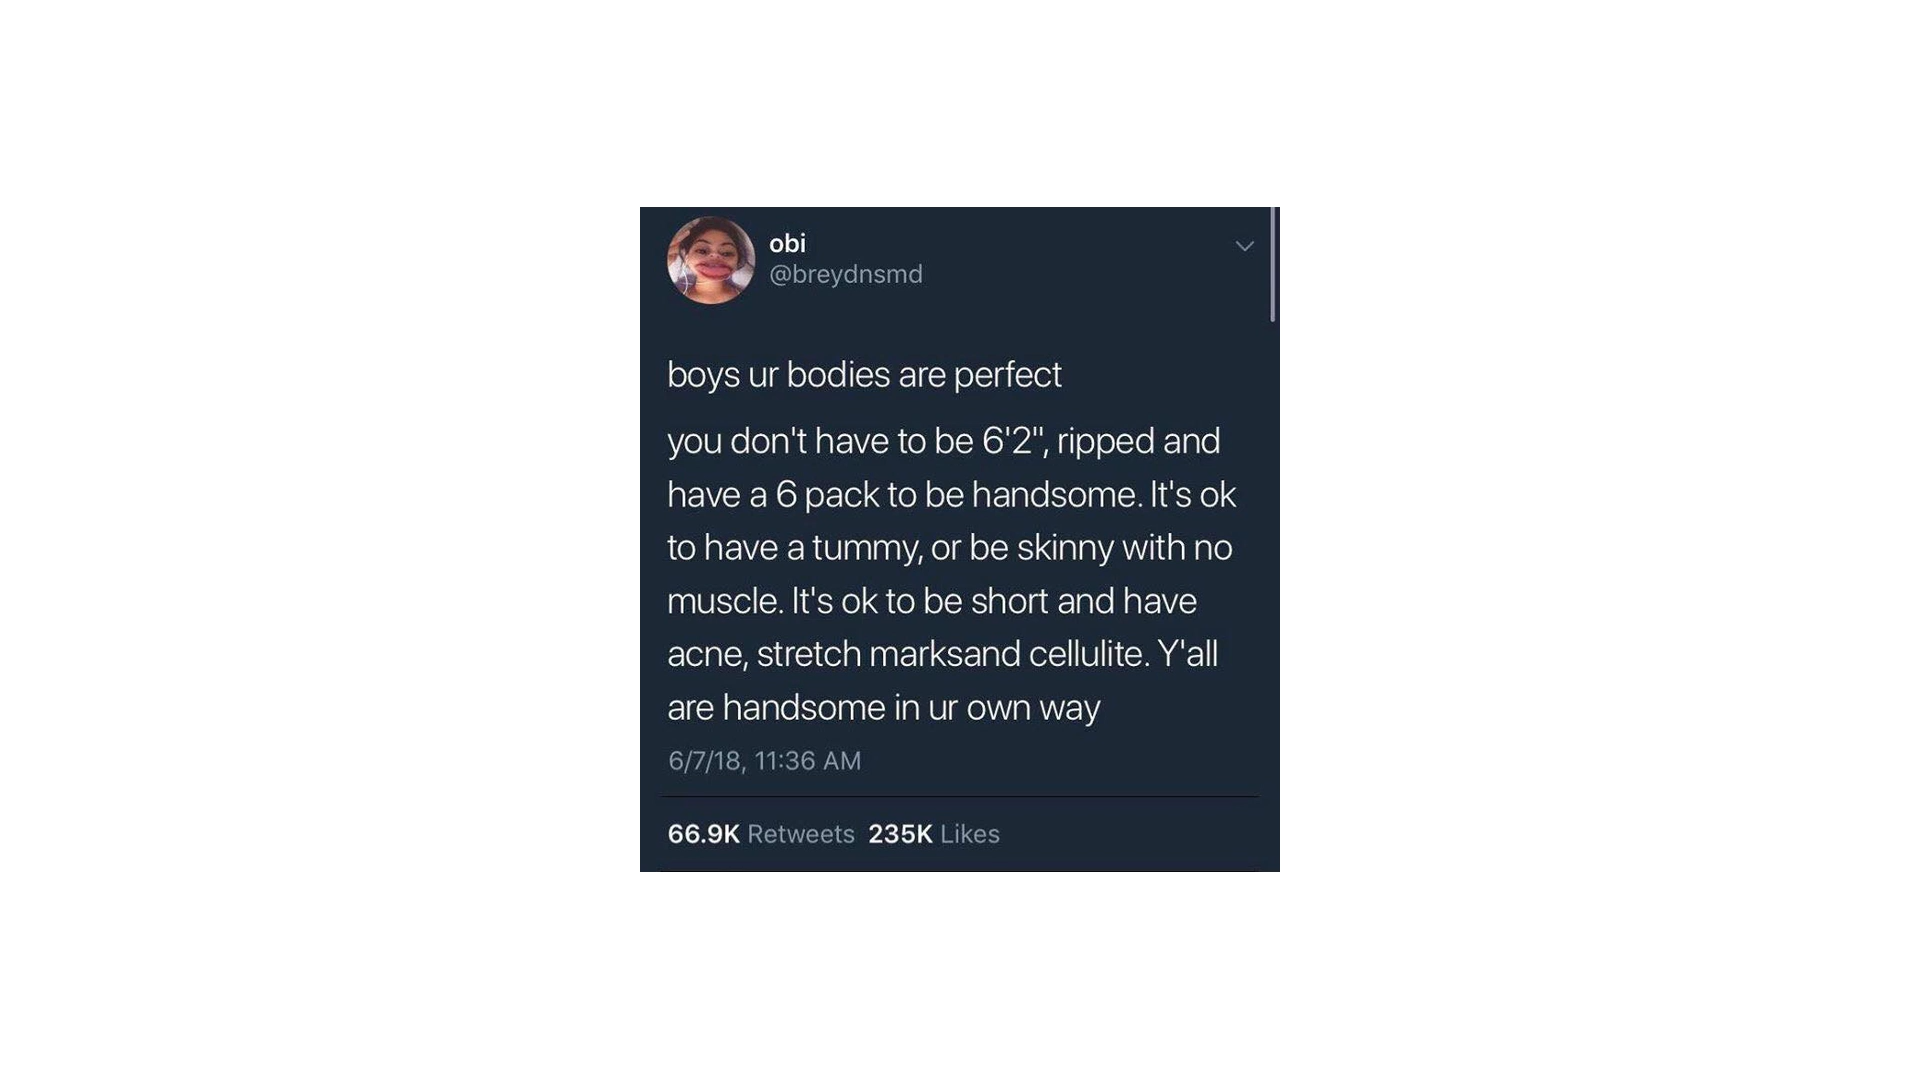 obi
@breydnsmd
boys ur bodies are perfect
you don't have to be 6'2", ripped and
have a 6 pack to be handsome. It's ok
to have a tummy, or be skinny with no
muscle. It's ok to be short and have
acne, stretch marksand cellulite. Y'all
are handsome in ur own way
6/7/18, 11:36 AM
66.9K Retweets 235K Likes